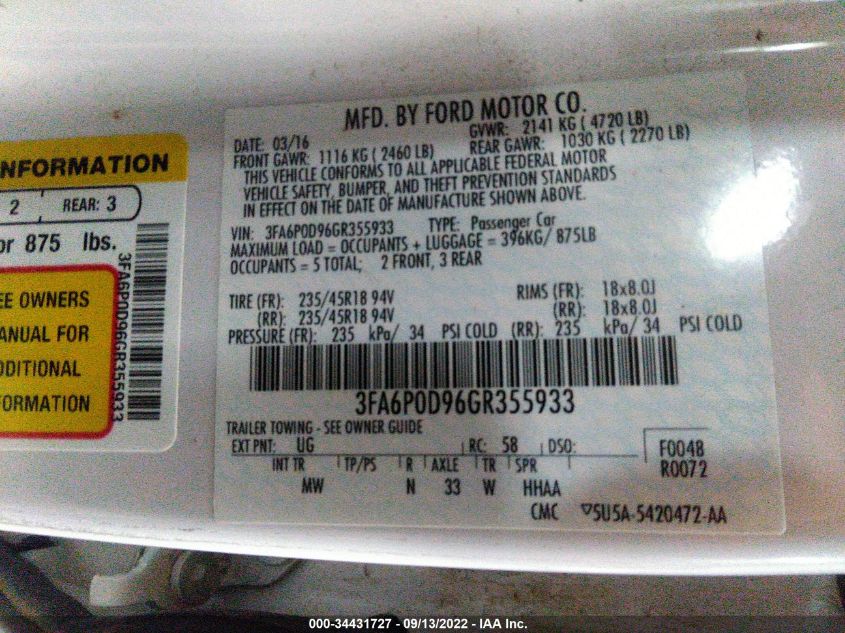 NFORMATION
2 REAR: 3
or 875 lbs.
EE OWNERS
ANUAL FOR
DDITIONAL
FORMATION
3FA6P0D96GR355933
MFD. BY FORD MOTOR CO.
DATE: 03/16 GVWR: 2141 KG ( 4720 LB)
FRONT GAWR: 1116 KG ( 2460 LB) REAR GAWR: 1030 KG ( 2270 LB)
THIS VEHICLE CONFORMS TO ALL APPLICABLE FEDERAL MOTOR
VEHICLE SAFETY, BUMPER, AND THEFT PREVENTION STANDARDS
IN EFFECT ON THE DATE OF MANUFACTURE SHOWN ABOVE.
VIN: 3FA6P0D96GR355933 TYPE: Passenger Car
MAXIMUM LOAD = OCCUPANTS + LUGGAGE = 396KG/ 875LB
OCCUPANTS = 5 TOTAL; 2 FRONT, 3 REAR
TIRE (FR): 235/45R18 94V RIMS (FR): 18x8.0J
(RR): 235/45R18 94V (RR): 18x8.0J
PRESSURE (FR): 235 kPa/ 34 PSI COLD (RR): 235 kPa/ 34 PSI COLD
3FA6P0D96GR355933
TRAILER TOWING - SEE OWNER GUIDE
EXT PNT: UG RC: 58 DSO: F0048
INT TR TP/PS R AXLE TR SPR R0072
MW N 33 W HHAA
CMC ▽5U5A-5420472-AA
000-34431727 - 09/13/2022 - IAA Inc.